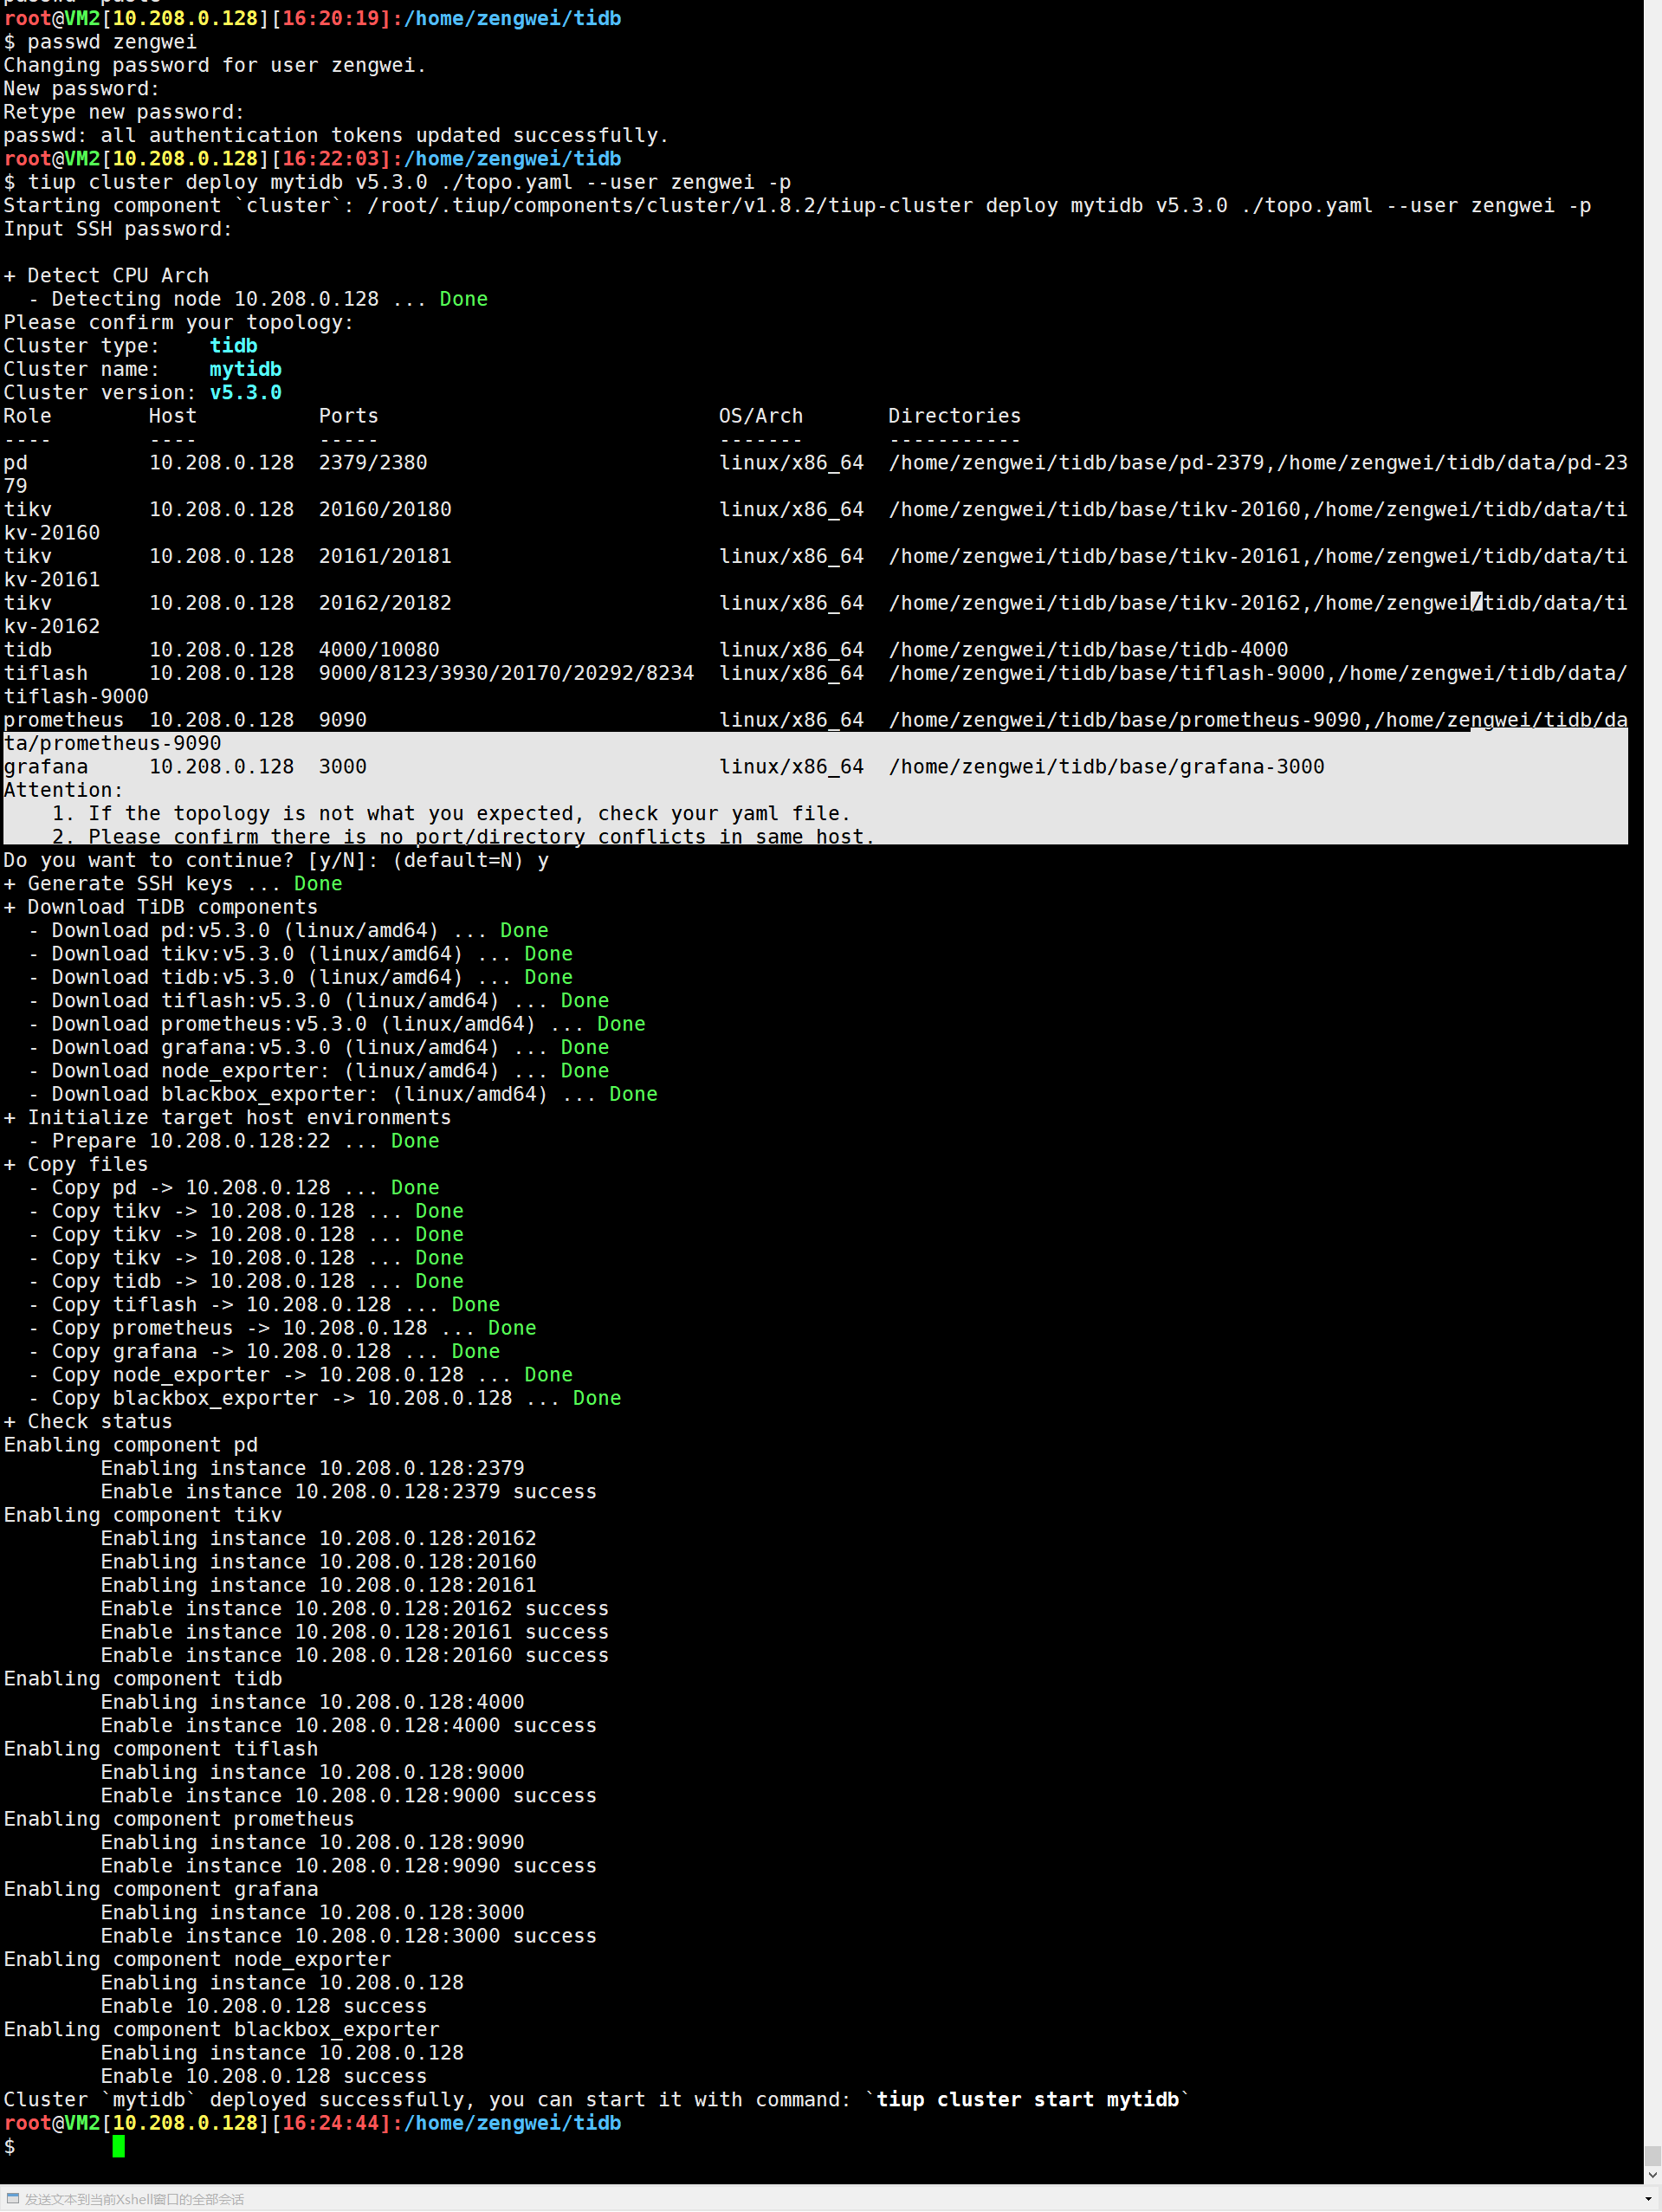 root@VM2[10.208.0.128][16:20:19]:/home/zengwei/tidb
$ passwd zengwei
Changing password for user zengwei.
New password:
Retype new password:
passwd: all authentication tokens updated successfully.
root@VM2[10.208.0.128][16:22:03]:/home/zengwei/tidb
$ tiup cluster deploy mytidb v5.3.0 ./topo.yaml --user zengwei -p
Starting component `cluster`: /root/.tiup/components/cluster/v1.8.2/tiup-cluster deploy mytidb v5.3.0 ./topo.yaml --user zengwei -p
Input SSH password:
+ Detect CPU Arch
  - Detecting node 10.208.0.128 ... Done
Please confirm your topology:
Cluster type:    tidb
Cluster name:    mytidb
Cluster version: v5.3.0
Role        Host          Ports                            OS/Arch       Directories
----        ----          -----                            -------       -----------
pd          10.208.0.128  2379/2380                        linux/x86_64  /home/zengwei/tidb/base/pd-2379,/home/zengwei/tidb/data/pd-23
79
tikv        10.208.0.128  20160/20180                      linux/x86_64  /home/zengwei/tidb/base/tikv-20160,/home/zengwei/tidb/data/ti
kv-20160
tikv        10.208.0.128  20161/20181                      linux/x86_64  /home/zengwei/tidb/base/tikv-20161,/home/zengwei/tidb/data/ti
kv-20161
tikv        10.208.0.128  20162/20182                      linux/x86_64  /home/zengwei/tidb/base/tikv-20162,/home/zengwei/tidb/data/ti
kv-20162
tidb        10.208.0.128  4000/10080                       linux/x86_64  /home/zengwei/tidb/base/tidb-4000
tiflash     10.208.0.128  9000/8123/3930/20170/20292/8234  linux/x86_64  /home/zengwei/tidb/base/tiflash-9000,/home/zengwei/tidb/data/
tiflash-9000
prometheus  10.208.0.128  9090                             linux/x86_64  /home/zengwei/tidb/base/prometheus-9090,/home/zengwei/tidb/da
ta/prometheus-9090
grafana     10.208.0.128  3000                             linux/x86_64  /home/zengwei/tidb/base/grafana-3000
Attention:
    1. If the topology is not what you expected, check your yaml file.
    2. Please confirm there is no port/directory conflicts in same host.
Do you want to continue? [y/N]: (default=N) y
+ Generate SSH keys ... Done
+ Download TiDB components
  - Download pd:v5.3.0 (linux/amd64) ... Done
  - Download tikv:v5.3.0 (linux/amd64) ... Done
  - Download tidb:v5.3.0 (linux/amd64) ... Done
  - Download tiflash:v5.3.0 (linux/amd64) ... Done
  - Download prometheus:v5.3.0 (linux/amd64) ... Done
  - Download grafana:v5.3.0 (linux/amd64) ... Done
  - Download node_exporter: (linux/amd64) ... Done
  - Download blackbox_exporter: (linux/amd64) ... Done
+ Initialize target host environments
  - Prepare 10.208.0.128:22 ... Done
+ Copy files
  - Copy pd -> 10.208.0.128 ... Done
  - Copy tikv -> 10.208.0.128 ... Done
  - Copy tikv -> 10.208.0.128 ... Done
  - Copy tikv -> 10.208.0.128 ... Done
  - Copy tidb -> 10.208.0.128 ... Done
  - Copy tiflash -> 10.208.0.128 ... Done
  - Copy prometheus -> 10.208.0.128 ... Done
  - Copy grafana -> 10.208.0.128 ... Done
  - Copy node_exporter -> 10.208.0.128 ... Done
  - Copy blackbox_exporter -> 10.208.0.128 ... Done
+ Check status
Enabling component pd
        Enabling instance 10.208.0.128:2379
        Enable instance 10.208.0.128:2379 success
Enabling component tikv
        Enabling instance 10.208.0.128:20162
        Enabling instance 10.208.0.128:20160
        Enabling instance 10.208.0.128:20161
        Enable instance 10.208.0.128:20162 success
        Enable instance 10.208.0.128:20161 success
        Enable instance 10.208.0.128:20160 success
Enabling component tidb
        Enabling instance 10.208.0.128:4000
        Enable instance 10.208.0.128:4000 success
Enabling component tiflash
        Enabling instance 10.208.0.128:9000
        Enable instance 10.208.0.128:9000 success
Enabling component prometheus
        Enabling instance 10.208.0.128:9090
        Enable instance 10.208.0.128:9090 success
Enabling component grafana
        Enabling instance 10.208.0.128:3000
        Enable instance 10.208.0.128:3000 success
Enabling component node_exporter
        Enabling instance 10.208.0.128
        Enable 10.208.0.128 success
Enabling component blackbox_exporter
        Enabling instance 10.208.0.128
        Enable 10.208.0.128 success
Cluster `mytidb` deployed successfully, you can start it with command: `tiup cluster start mytidb`
root@VM2[10.208.0.128][16:24:44]:/home/zengwei/tidb
$
发送文本到当前Xshell窗口的全部会话